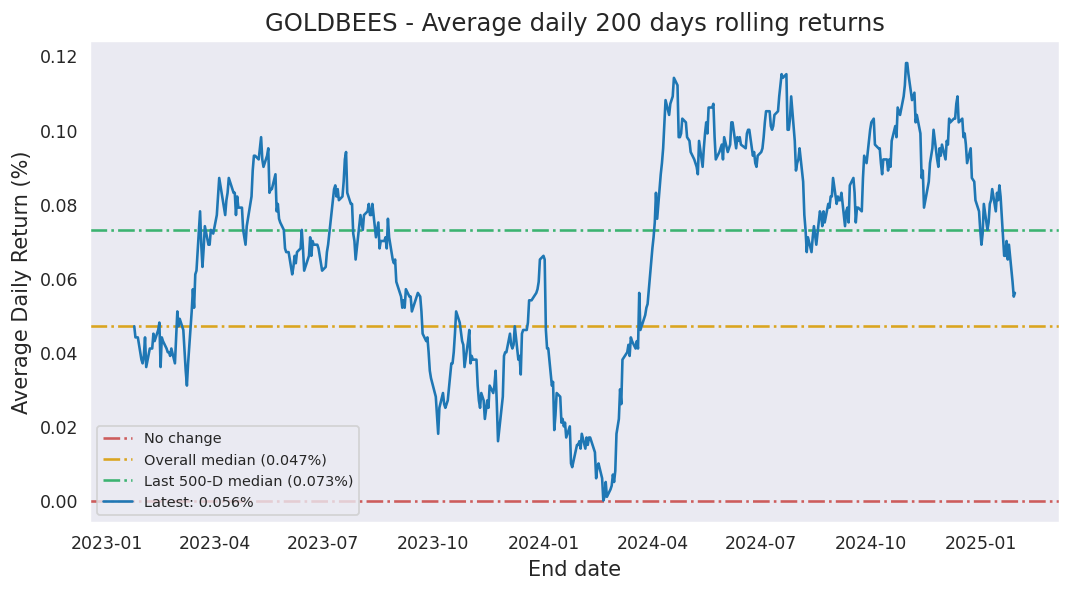 GOLDBEES - Average daily 200 days rolling returns
0.12
0.10
0.08
0.06
0.04
0.02
0.00
Average Daily Return (%)
No change
Overall median (0.047%)
Last 500-D median (0.073%)
Latest: 0.056%
2023-01 2023-04 2023-07 2023-10 2024-01 2024-04 2024-07 2024-10 2025-01
End date